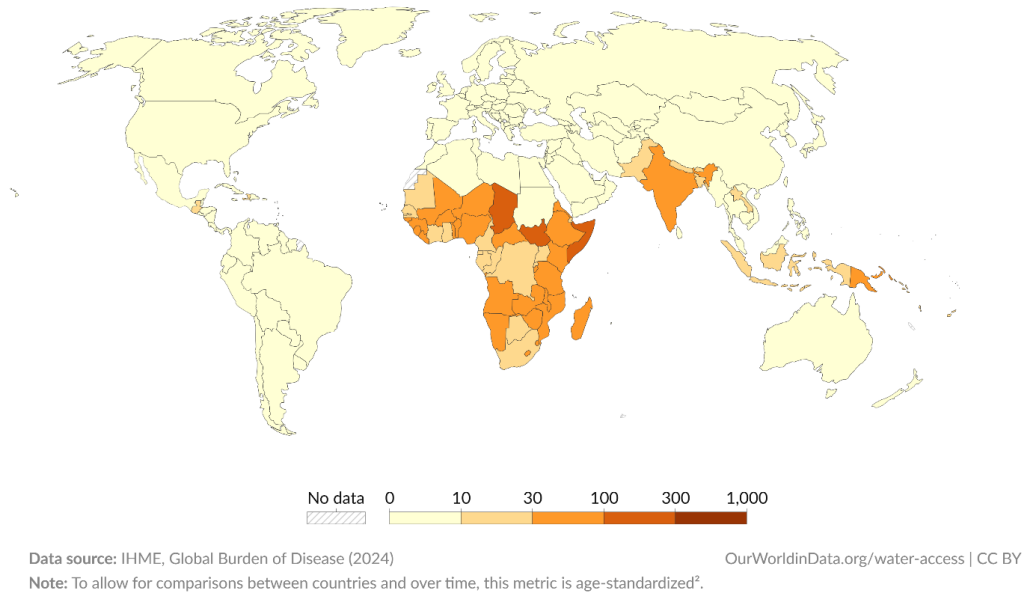 No data 0 10 30 100 300 1,000
Data source: IHME, Global Burden of Disease (2024) OurWorldinData.org/water-access | CC BY
Note: To allow for comparisons between countries and over time, this metric is age-standardized².